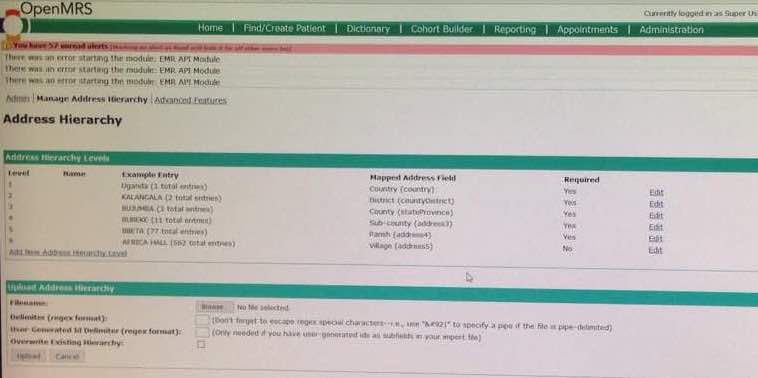 OpenMRS
Currently logged in as Super Us
Home | Find/Create Patient | Dictionary | Cohort Builder | Reporting | Appointments | Administration
You have 57 unread alerts
There was an error starting the module: EMR API Module
There was an error starting the module: EMR API Module
There was an error starting the module: EMR API Module
Admin | Manage Address Hierarchy | Advanced Features
Address Hierarchy
Address Hierarchy Levels
Level Name Example Entry Mapped Address Field Required
1 Uganda (1 total entries) Country (country) Yes Edit
2 KALANGALA (2 total entries) District (countyDistrict) Yes Edit
3 BUJUMBA (3 total entries) County (stateProvince) Yes Edit
4 BUBEKE (11 total entries) Sub-county (address3) Yes Edit
5 BBETA (77 total entries) Parish (address4) Yes Edit
6 AFRICA HALL (562 total entries) Village (address5) No Edit
Add New Address Hierarchy Level
Upload Address Hierarchy
Filename: Browse... No file selected.
Delimiter (regex format): (Don't forget to escape regex special characters--i.e., use "&#92|" to specify a pipe if the file is pipe-delimited)
User-Generated Id Delimiter (regex format): (Only needed if you have user-generated ids as subfields in your import file)
Overwrite Existing Hierarchy:
Upload Cancel